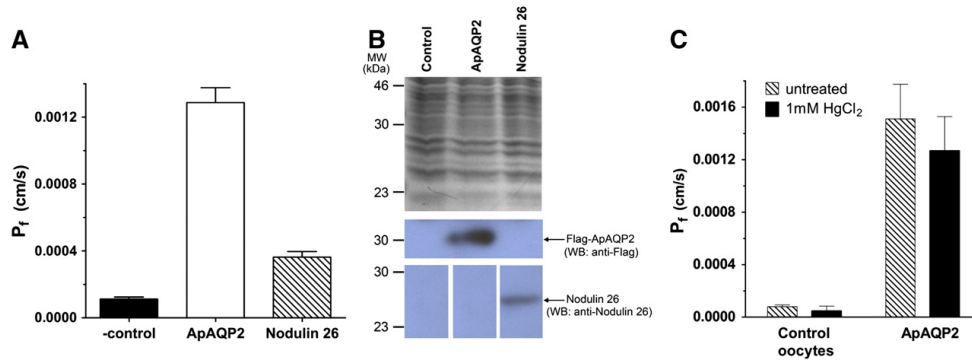 A
P_f (cm/s)
0.0012
0.0008
0.0004
0.0000
-control ApAQP2 Nodulin 26
B
MW
(kDa)
Control
ApAQP2
Nodulin 26
46
30
23
30
Flag-ApAQP2
(WB: anti-Flag)
30
Nodulin 26
(WB: anti-Nodulin 26)
23
C
untreated
1mM HgCl₂
P_f (cm/s)
0.0016
0.0012
0.0008
0.0004
0.0000
Control
oocytes
ApAQP2